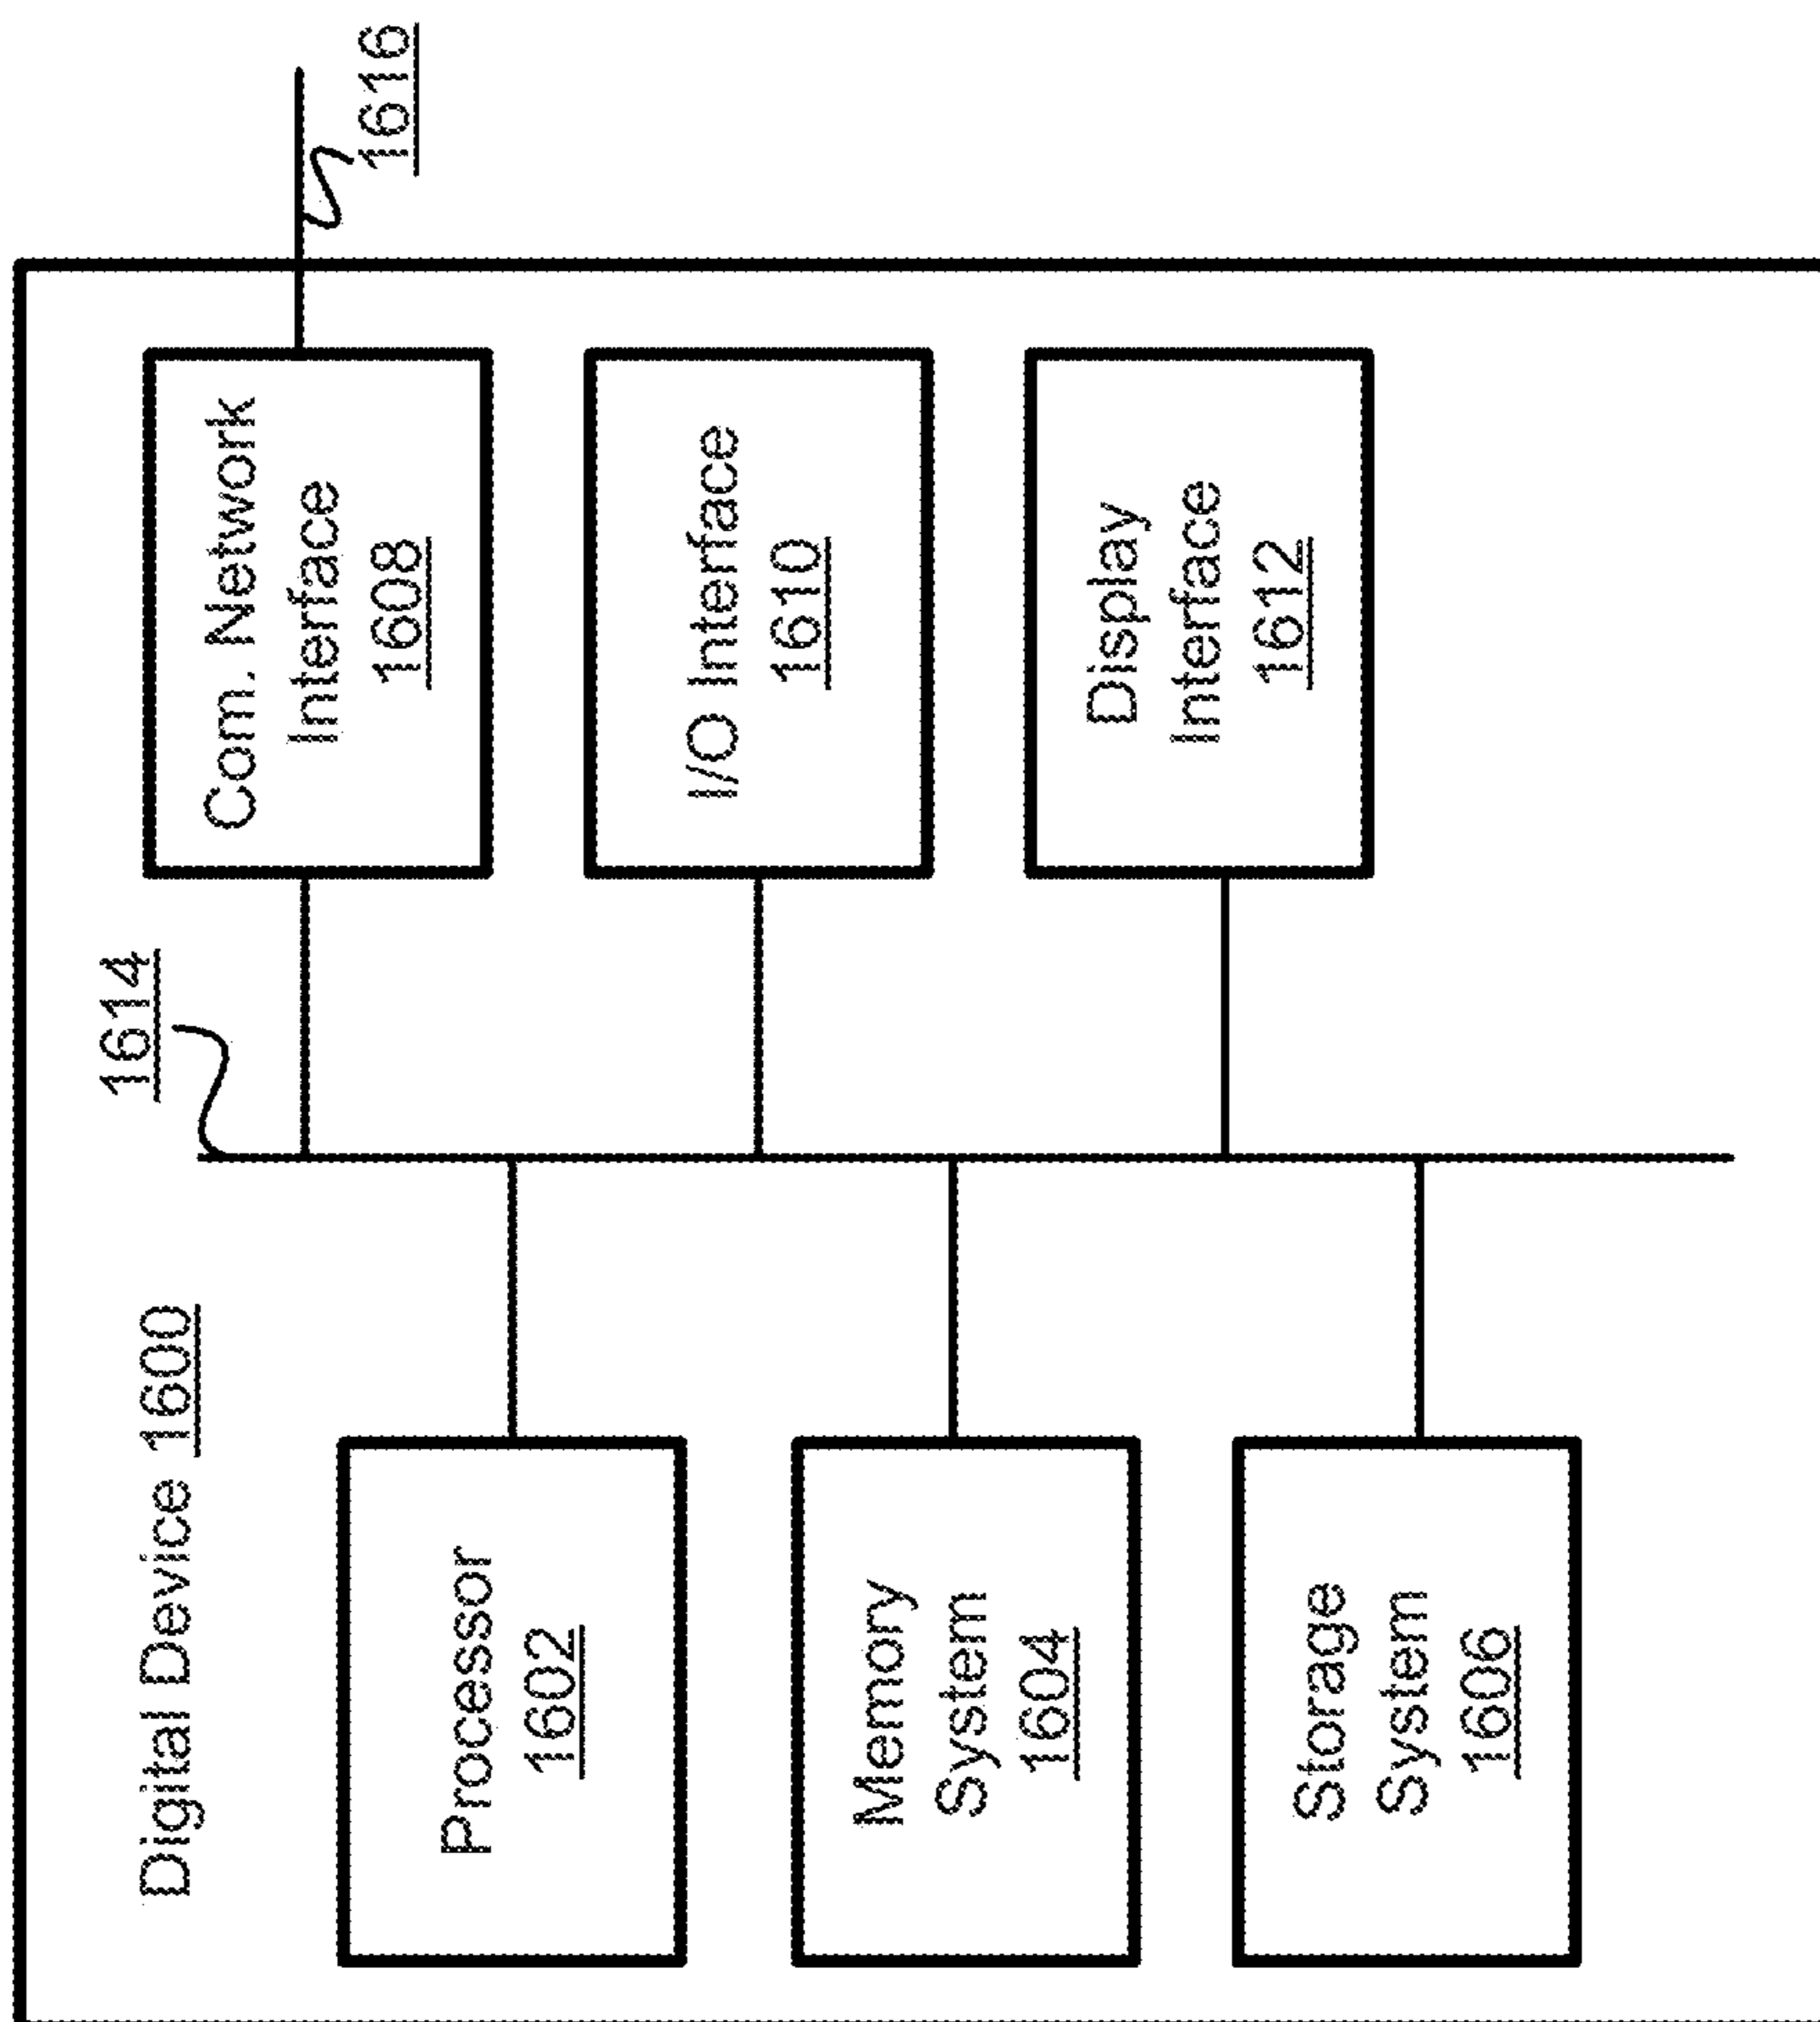 Digital Device 1600
1614
1616
Processor
1602
Memory
System
1604
Storage
System
1606
Com. Network
Interface
1608
I/O Interface
1610
Display
Interface
1612